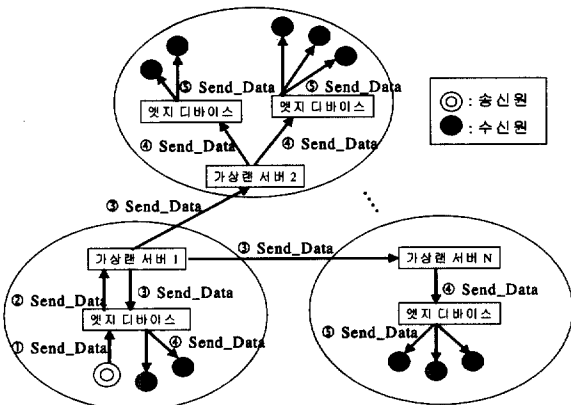 ⑤ Send_Data
⑤ Send_Data
엣지 디바이스
엣지 디바이스
④ Send_Data
④ Send_Data
가상랜 서버 2
◎ : 송신원
● : 수신원
③ Send_Data
③ Send_Data
가상랜 서버 1
가상랜 서버 N
② Send_Data
③ Send_Data
④ Send_Data
엣지 디바이스
엣지 디바이스
① Send_Data
④ Send_Data
⑤ Send_Data